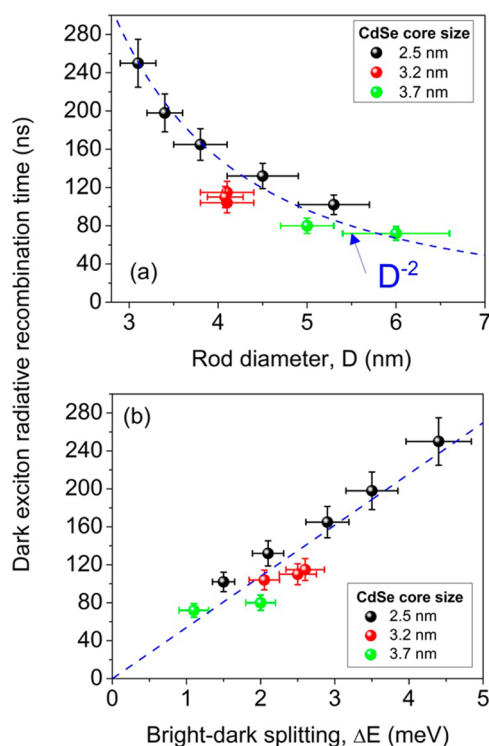 Dark exciton radiative recombination time (ns)
280
240
200
160
120
80
40
0
CdSe core size
2.5 nm
3.2 nm
3.7 nm
(a)
D⁻²
3 4 5 6 7
Rod diameter, D (nm)
280
240
200
160
120
80
40
0
(b)
CdSe core size
2.5 nm
3.2 nm
3.7 nm
0 1 2 3 4 5
Bright-dark splitting, ΔE (meV)